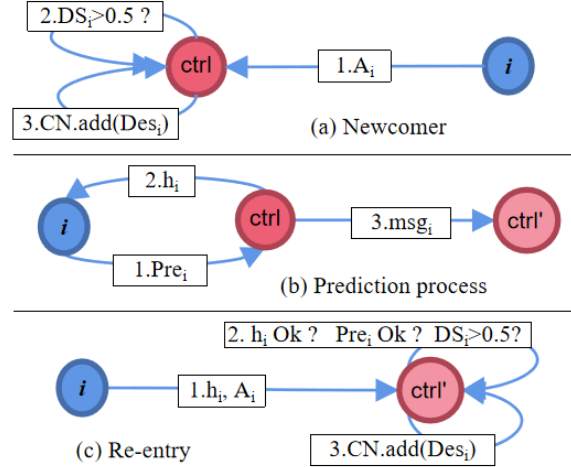 2.DSi>0.5 ?
ctrl
1.Ai
i
3.CN.add(Desi)
(a) Newcomer
2.hi
i
ctrl
3.msgi
ctrl'
1.Prei
(b) Prediction process
2. hi Ok ? Prei Ok ? DSi>0.5?
i
1.hi, Ai
ctrl'
(c) Re-entry
3.CN.add(Desi)